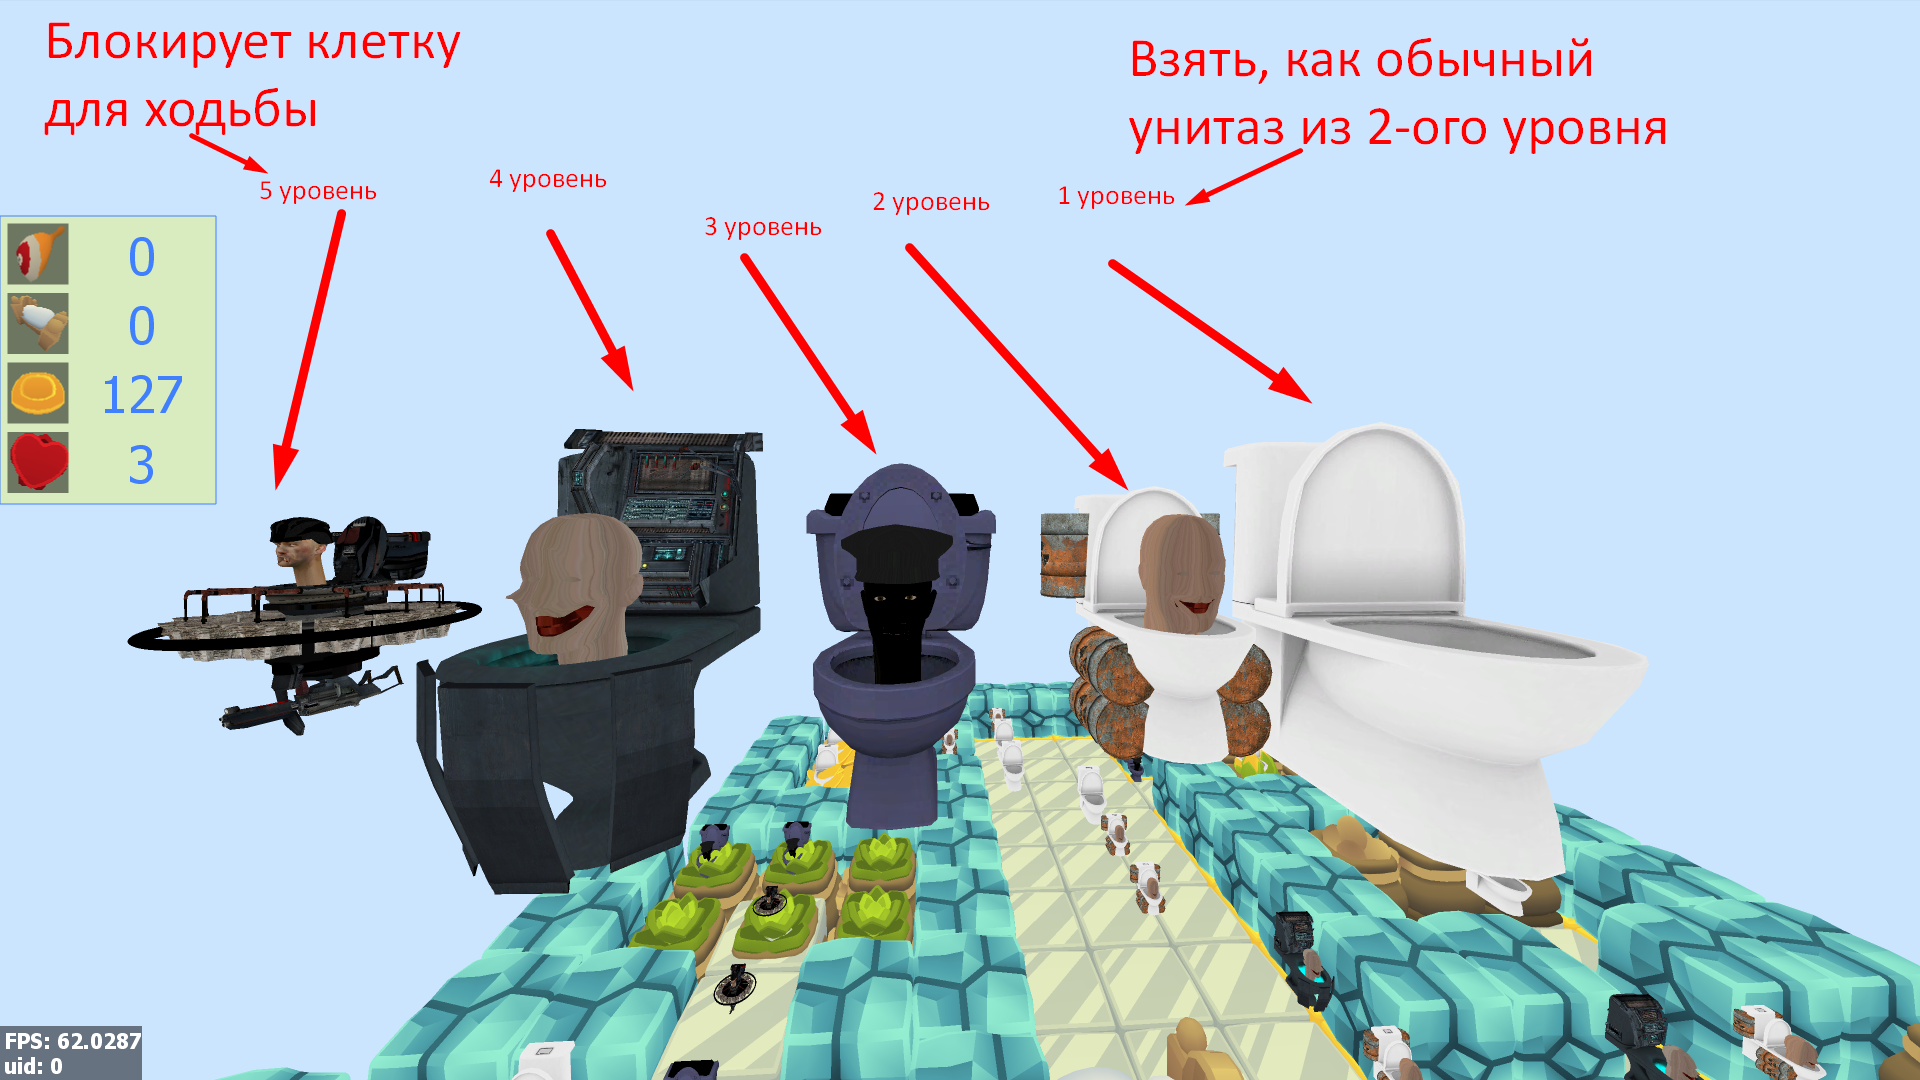 Блокирует клетку
для ходьбы
Взять, как обычный
унитаз из 2-ого уровня
5 уровень
4 уровень
3 уровень
2 уровень
1 уровень
0
0
127
3
FPS: 62.0287
uid: 0